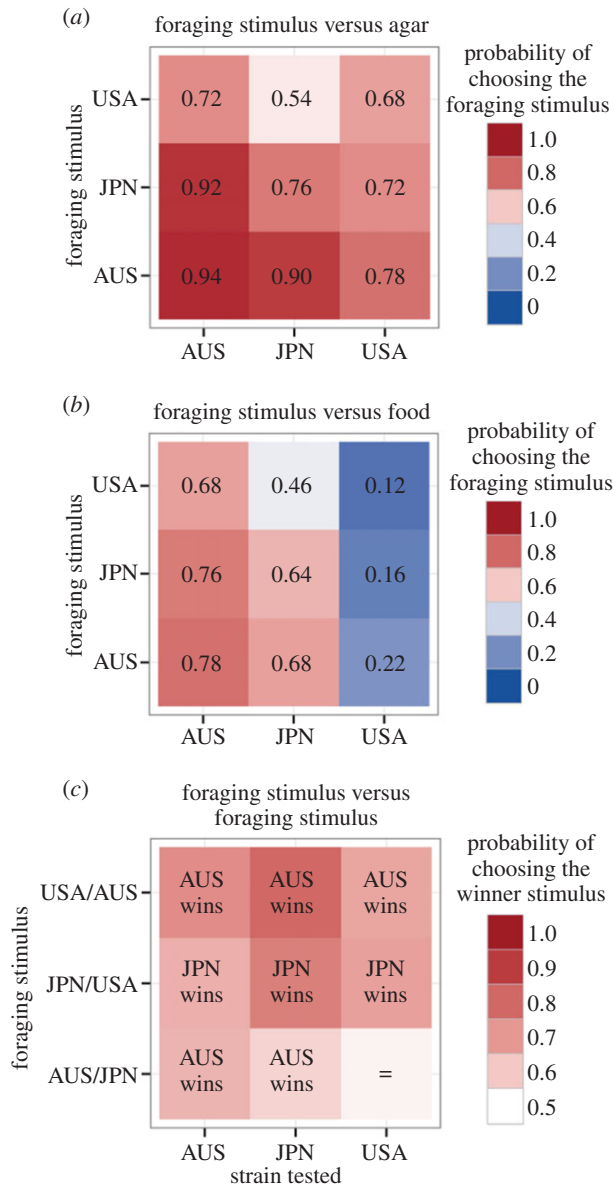 (a)
foraging stimulus versus agar
foraging stimulus
USA
0.72 0.54 0.68
JPN
0.92 0.76 0.72
AUS
0.94 0.90 0.78
AUS JPN USA
probability of
choosing the
foraging stimulus
1.0
0.8
0.6
0.4
0.2
0
(b)
foraging stimulus versus food
foraging stimulus
USA
0.68 0.46 0.12
JPN
0.76 0.64 0.16
AUS
0.78 0.68 0.22
AUS JPN USA
probability of
choosing the
foraging stimulus
1.0
0.8
0.6
0.4
0.2
0
(c)
foraging stimulus versus
foraging stimulus
foraging stimulus
USA/AUS
AUS AUS AUS
wins wins wins
JPN/USA
JPN JPN JPN
wins wins wins
AUS/JPN
AUS AUS =
wins wins
AUS JPN USA
strain tested
probability of
choosing the
winner stimulus
1.0
0.9
0.8
0.7
0.6
0.5